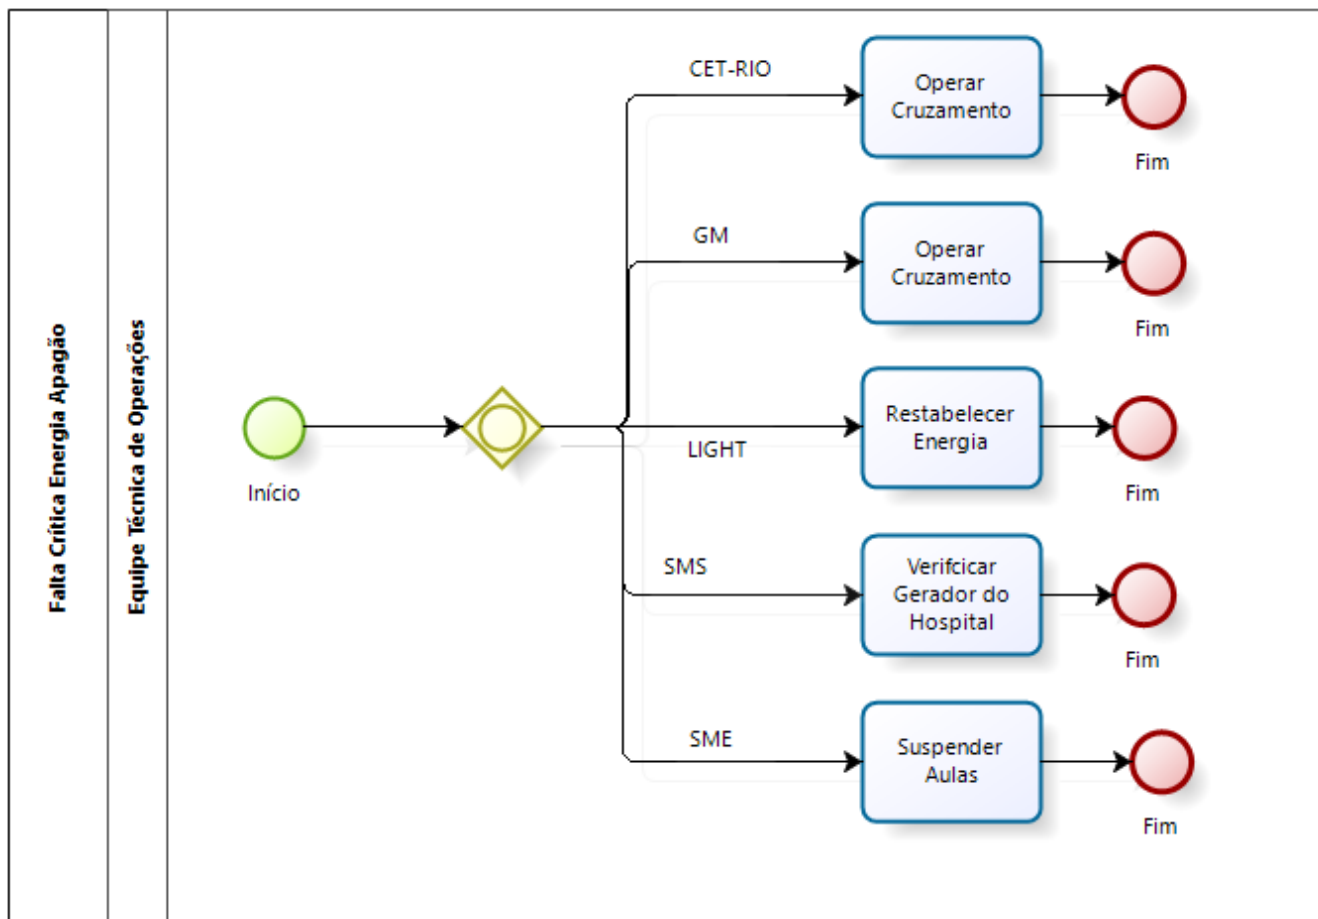 Falta Crítica Energia Apagão
Equipe Técnica de Operações
Início
CET-RIO
Operar
Cruzamento
Fim
GM
Operar
Cruzamento
Fim
LIGHT
Restabelecer
Energia
Fim
SMS
Verifcicar
Gerador do
Hospital
Fim
SME
Suspender
Aulas
Fim